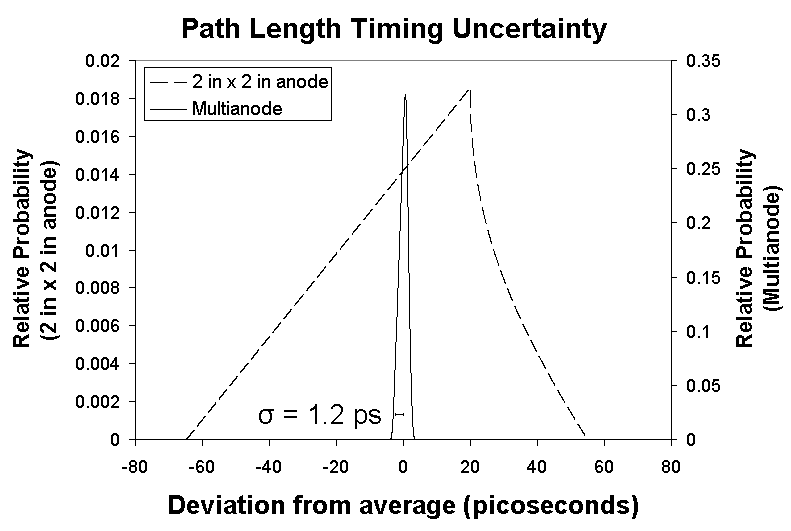 Path Length Timing Uncertainty
2 in x 2 in anode
Multianode
0.02
0.018
0.016
0.014
0.012
0.01
0.008
0.006
0.004
0.002
0
Relative Probability
(2 in x 2 in anode)
0.35
0.3
0.25
0.2
0.15
0.1
0.05
0
Relative Probability
(Multianode)
σ = 1.2 ps
-80 -60 -40 -20 0 20 40 60 80
Deviation from average (picoseconds)